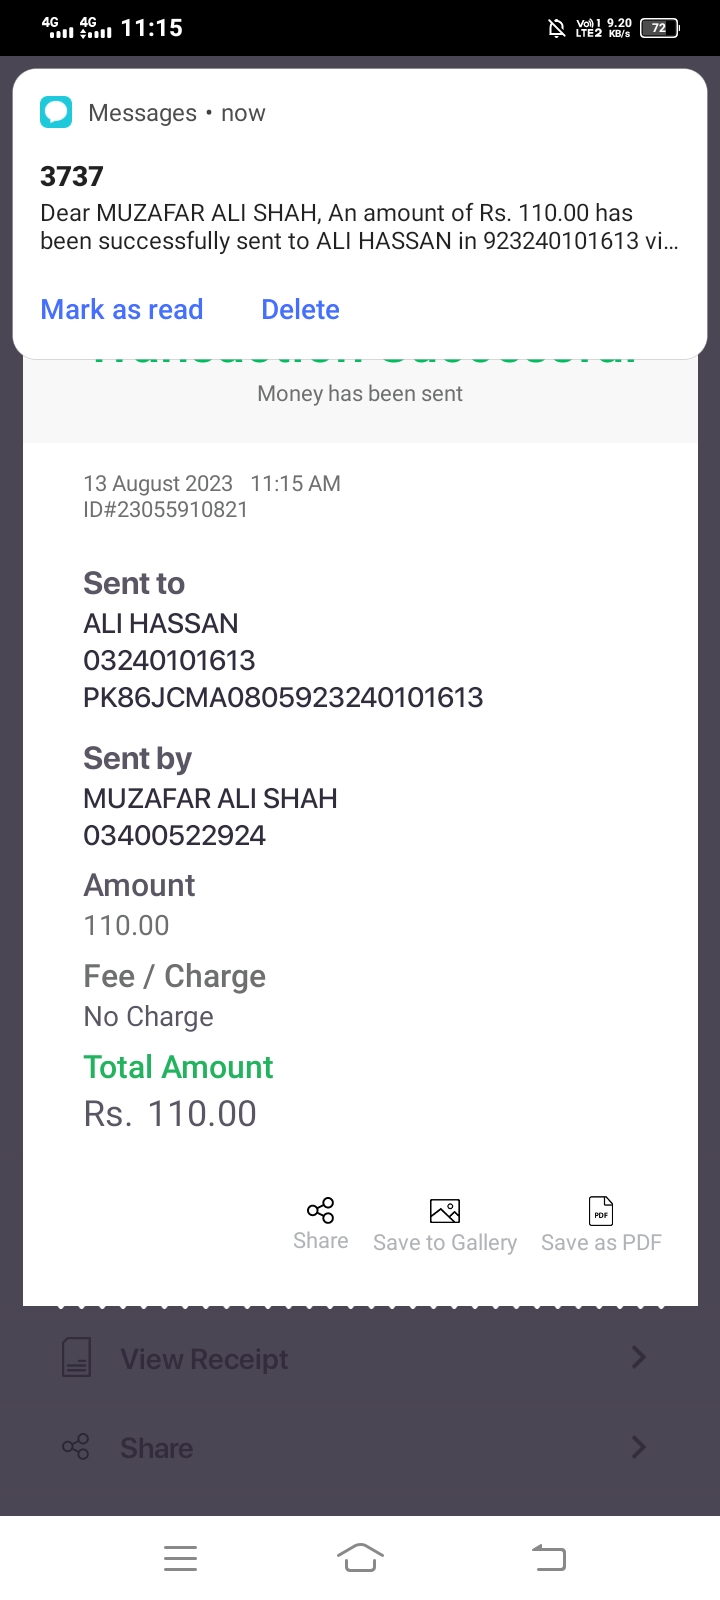 4G 4G 11:15 Vo) 1 LTE2 9.20 KB/s 72
Messages • now
3737
Dear MUZAFAR ALI SHAH, An amount of Rs. 110.00 has
been successfully sent to ALI HASSAN in 923240101613 vi...
Mark as read Delete
Transaction Successful
Money has been sent
13 August 2023 11:15 AM
ID#23055910821
Sent to
ALI HASSAN
03240101613
PK86JCMA0805923240101613
Sent by
MUZAFAR ALI SHAH
03400522924
Amount
110.00
Fee / Charge
No Charge
Total Amount
Rs. 110.00
PDF
Share Save to Gallery Save as PDF
View Receipt
Share